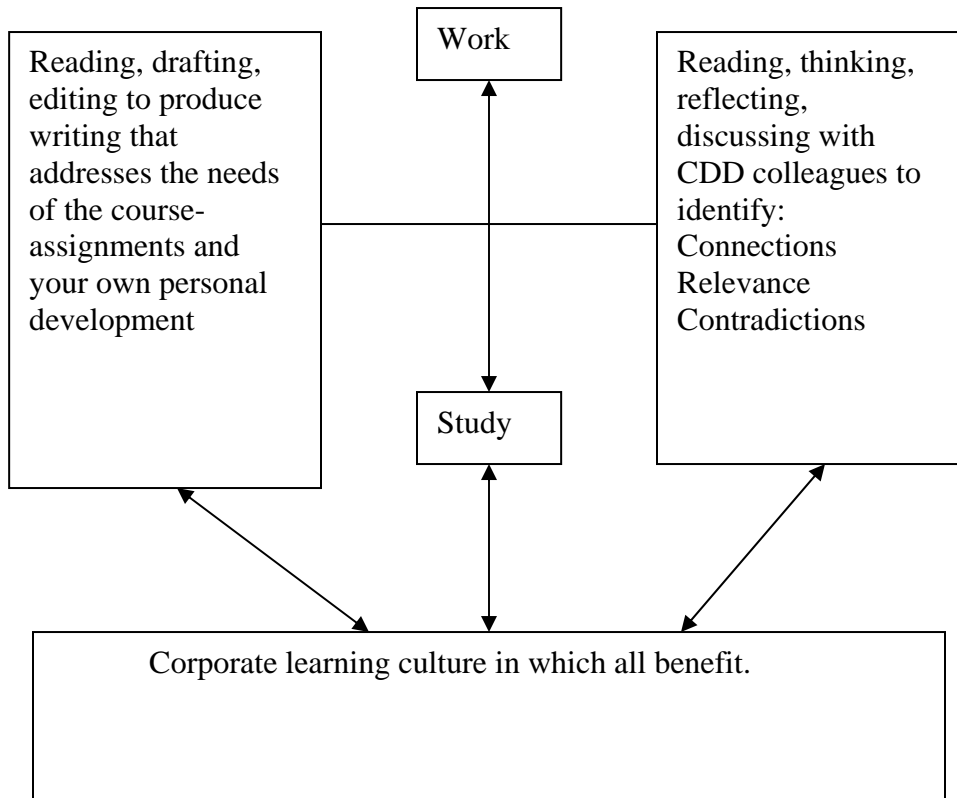 Work
Reading, drafting,
editing to produce
writing that
addresses the needs
of the course-
assignments and
your own personal
development
Reading, thinking,
reflecting,
discussing with
CDD colleagues to
identify:
Connections
Relevance
Contradictions
Study
Corporate learning culture in which all benefit.